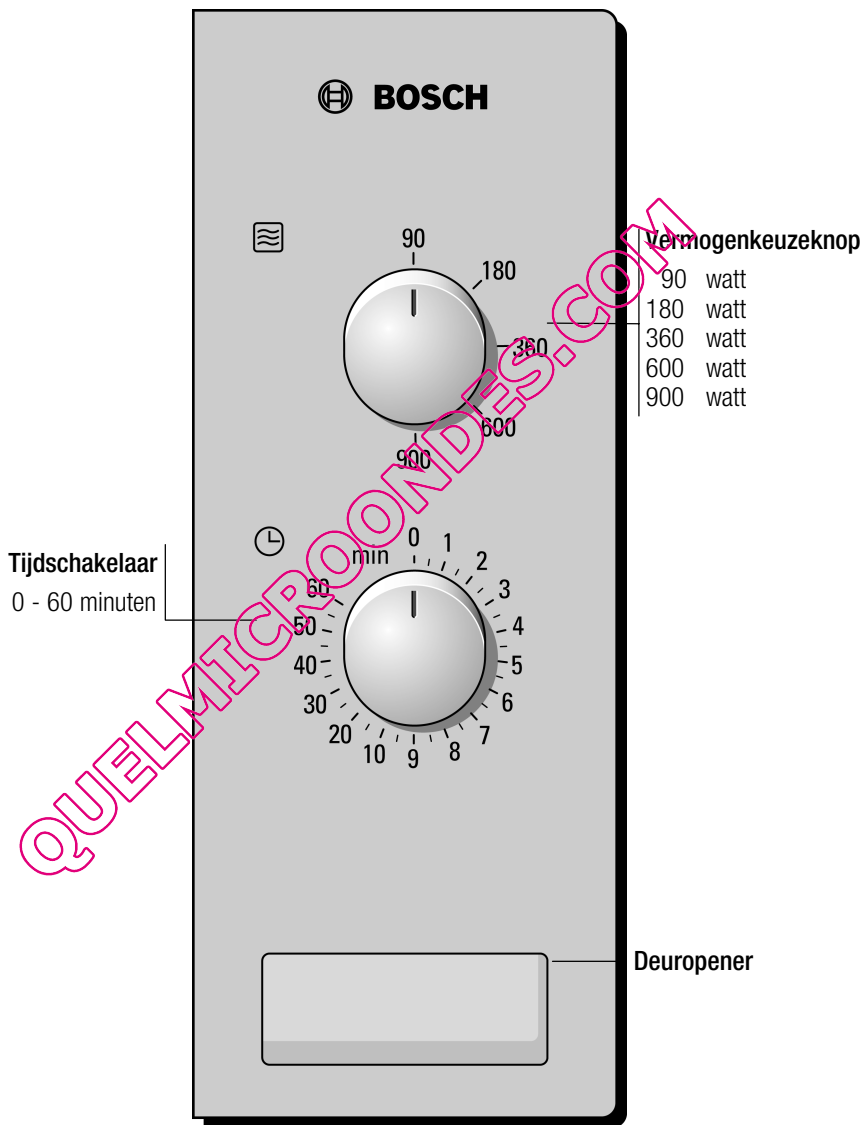 BOSCH
Vermogenkeuzeknop
90 watt
180 watt
360 watt
600 watt
900 watt
90
180
360
600
900
Tijdschakelaar
0 - 60 minuten
min
0
1
2
3
4
5
6
7
8
9
10
20
30
40
50
60
Deuropener
QUELMICROONDES.COM